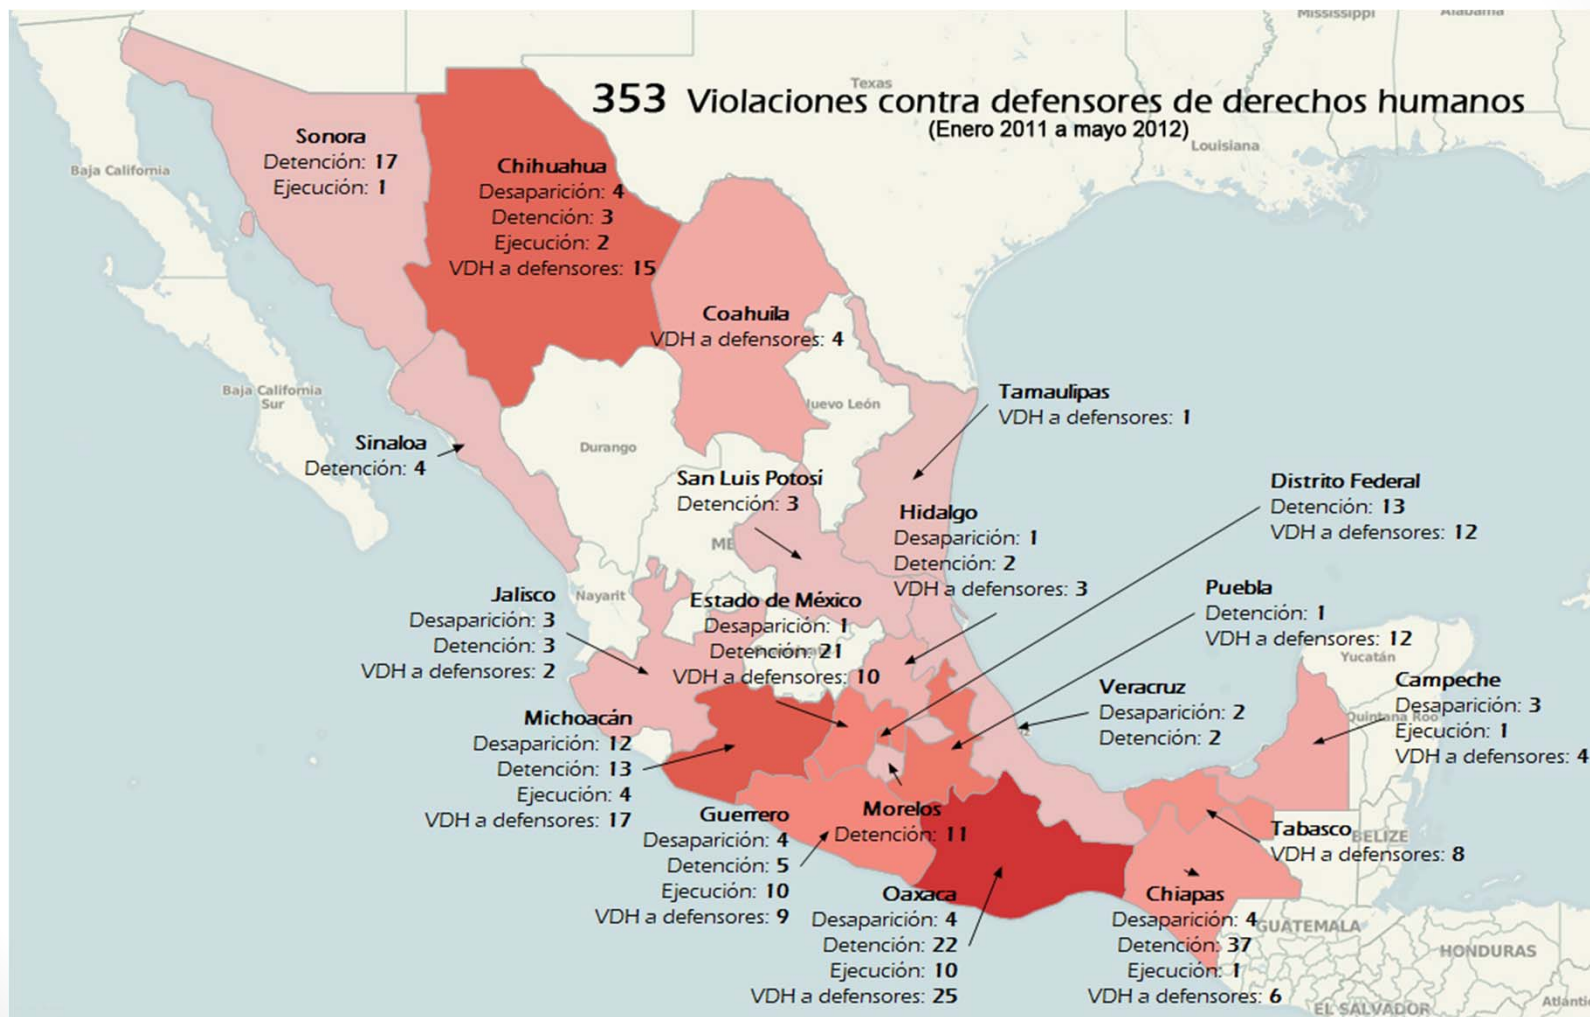 Mississippi
Alabama
Texas
353 Violaciones contra defensores de derechos humanos
(Enero 2011 a mayo 2012)
Louisiana
Baja California
Sonora
Detención: 17
Ejecución: 1
Chihuahua
Desaparición: 4
Detención: 3
Ejecución: 2
VDH a defensores: 15
Coahuila
VDH a defensores: 4
Baja California
Sur
Durango
Tamaulipas
VDH a defensores: 1
Sinaloa
Detención: 4
San Luis Potosí
Detención: 3
Hidalgo
Desaparición: 1
Detención: 2
VDH a defensores: 3
Distrito Federal
Detención: 13
VDH a defensores: 12
Nayarit
Jalisco
Desaparición: 3
Detención: 3
VDH a defensores: 2
Estado de México
Desaparición: 1
Detención: 21
VDH a defensores: 10
Puebla
Detención: 1
VDH a defensores: 12
Yucatán
Quintana Roo
Campeche
Desaparición: 3
Ejecución: 1
VDH a defensores: 4
Veracruz
Desaparición: 2
Detención: 2
Michoacán
Desaparición: 12
Detención: 13
Ejecución: 4
VDH a defensores: 17
Guerrero
Desaparición: 4
Detención: 5
Ejecución: 10
VDH a defensores: 9
Morelos
Detención: 11
Tabasco
VDH a defensores: 8
BELIZE
Oaxaca
Desaparición: 4
Detención: 22
Ejecución: 10
VDH a defensores: 25
Chiapas
Desaparición: 4
Detención: 37
Ejecución: 1
VDH a defensores: 6
GUATEMALA
HONDURAS
EL SALVADOR